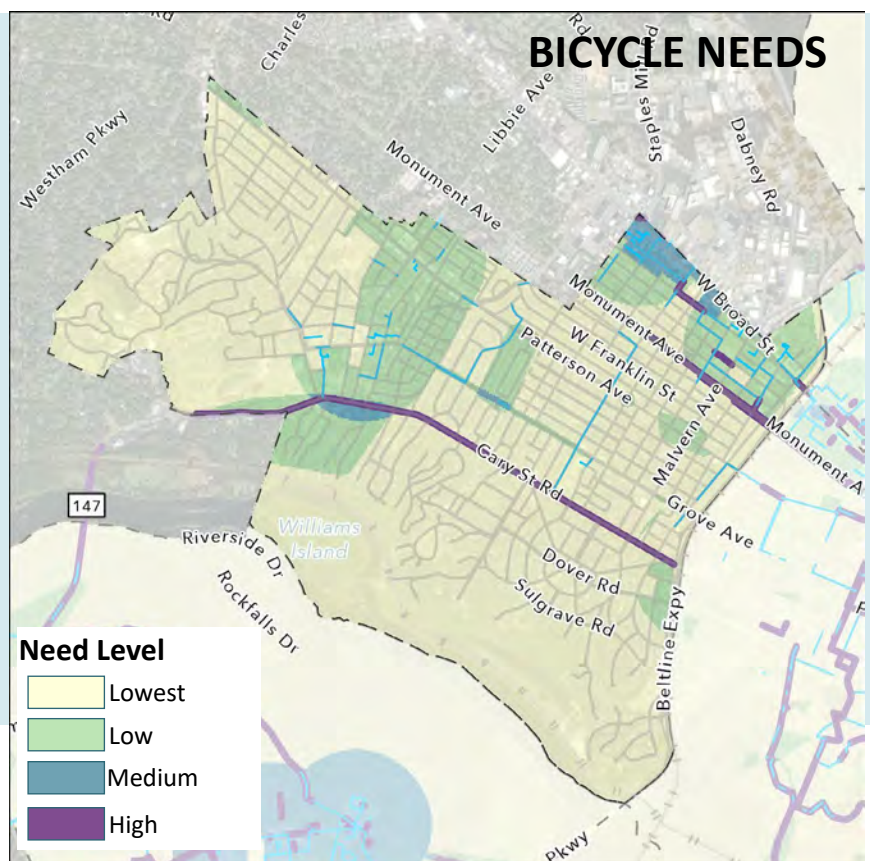 Rd
Charles
Rd
BICYCLE NEEDS
Libbie Ave
Staples Mill Rd
Dabney Rd
Westham Pkwy
Monument Ave
W Broad St
Monument Ave
W Franklin St
Patterson Ave
Malvern Ave
Monument A
Cary St Rd
Grove Ave
147
Williams
Island
Riverside Dr
Dover Rd
Sulgrave Rd
Rockfalls Dr
Beltline Expy
Need Level
Lowest
Low
Medium
High
Pkwy